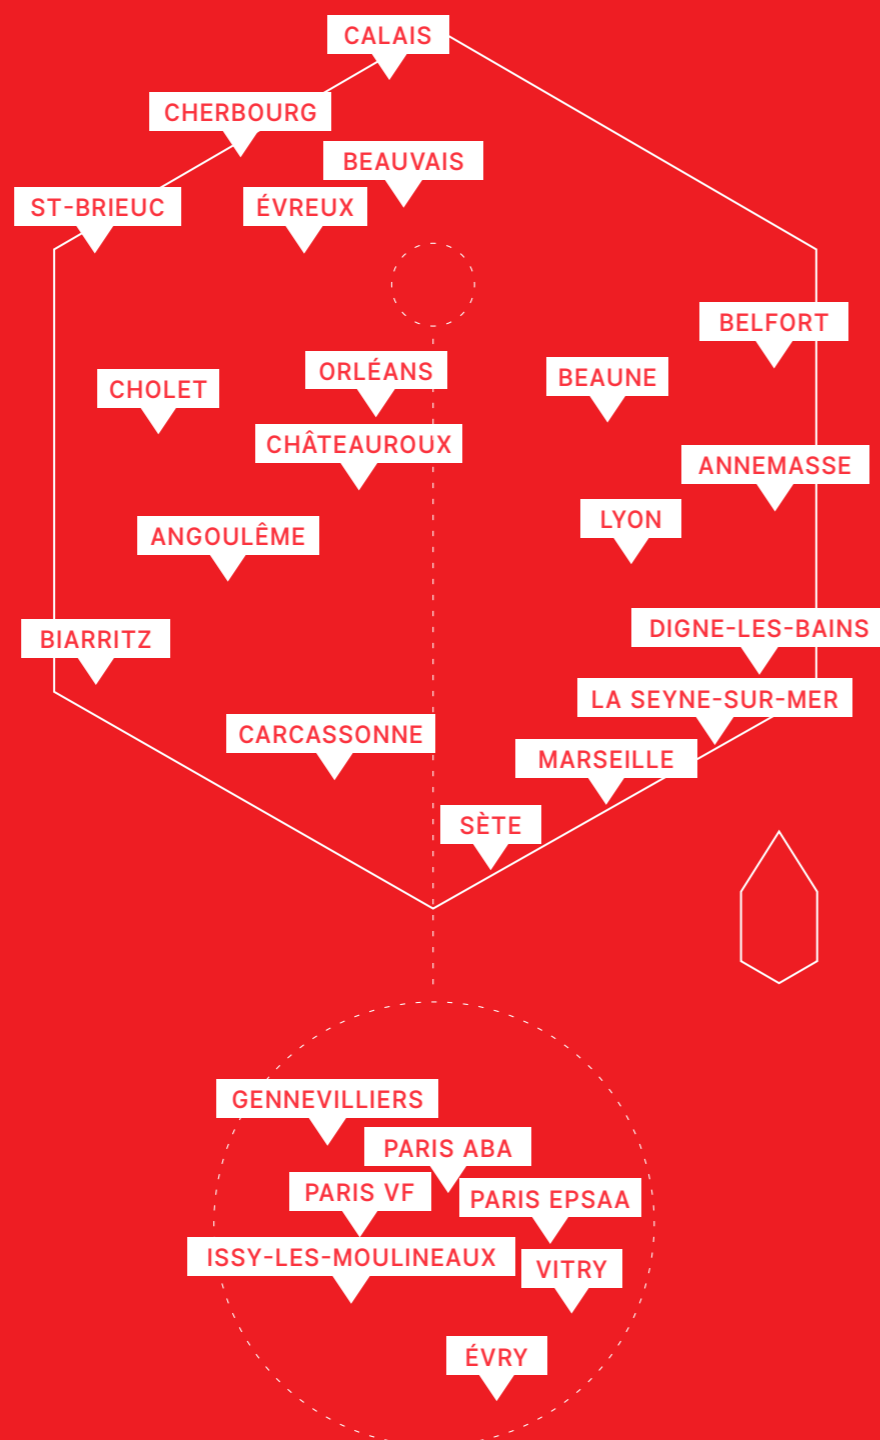 CALAIS
CHERBOURG
BEAUVAIS
ST-BRIEUC
ÉVREUX
BELFORT
ORLÉANS
BEAUNE
CHOLET
CHÂTEAUROUX
ANNEMASSE
LYON
ANGOULÊME
DIGNE-LES-BAINS
BIARRITZ
LA SEYNE-SUR-MER
CARCASSONNE
MARSEILLE
SÈTE
GENNEVILLIERS
PARIS ABA
PARIS VF
PARIS EPSAA
ISSY-LES-MOULINEAUX
VITRY
ÉVRY